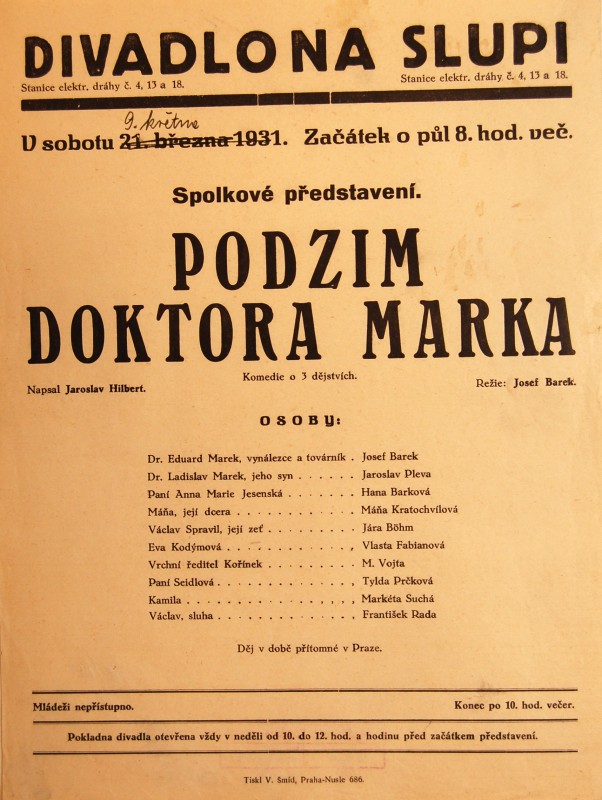 DIVADLO NA SLUPI
Stanice elektr. dráhy č. 4, 13 a 18. Stanice elektr. dráhy č. 4, 13 a 18.
9. května
V sobotu 21. března 1931. Začátek o půl 8. hod. več.
Spolkové představení.
PODZIM
DOKTORA MARKA
Komedie o 3 dějstvích.
Napsal Jaroslav Hilbert. Režie: Josef Barek.
OSOBY:
Dr. Eduard Marek, vynálezce a továrník . Josef Barek
Dr. Ladislav Marek, jeho syn . . . . . . Jaroslav Pleva
Paní Anna Marie Jesenská . . . . . . . Hana Barková
Máňa, její dcera . . . . . . . . . . . . Máňa Kratochvílová
Václav Spravil, její zeť . . . . . . . . . Jára Böhm
Eva Kodýmová . . . . . . . . . . . . . Vlasta Fabianová
Vrchní ředitel Kořínek . . . . . . . . . M. Vojta
Paní Seidlová . . . . . . . . . . . . . . Tylda Prčková
Kamila . . . . . . . . . . . . . . . . . Markéta Suchá
Václav, sluha . . . . . . . . . . . . . . František Rada
Děj v době přítomné v Praze.
Mládeži nepřístupno. Konec po 10. hod. večer.
Pokladna divadla otevřena vždy v neděli od 10. do 12. hod. a hodinu před začátkem představení.
Tiskl V. Šmíd, Praha-Nusle 686.